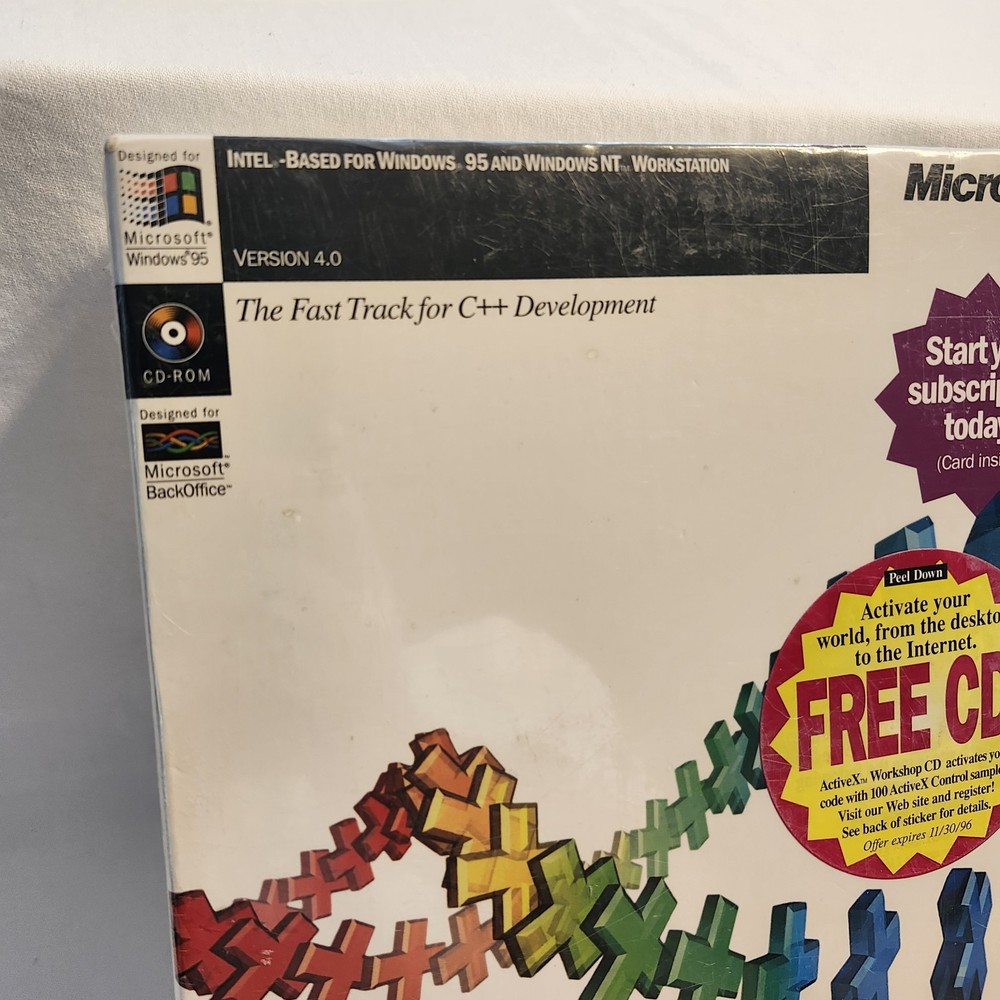 Designed for
Microsoft®
Windows®95
INTEL -BASED FOR WINDOWS 95 AND WINDOWS NT™ WORKSTATION
VERSION 4.0
Micro
The Fast Track for C++ Development
CD-ROM
Designed for
Microsoft®
BackOffice™
Start y
subscrip
today
(Card insi
Peel Down
Activate your
world, from the deskto
to the Internet.
FREE CD
ActiveX™ Workshop CD activates yo
code with 100 ActiveX Control sampl
Visit our Web site and register!
See back of sticker for details.
Offer expires 11/30/96